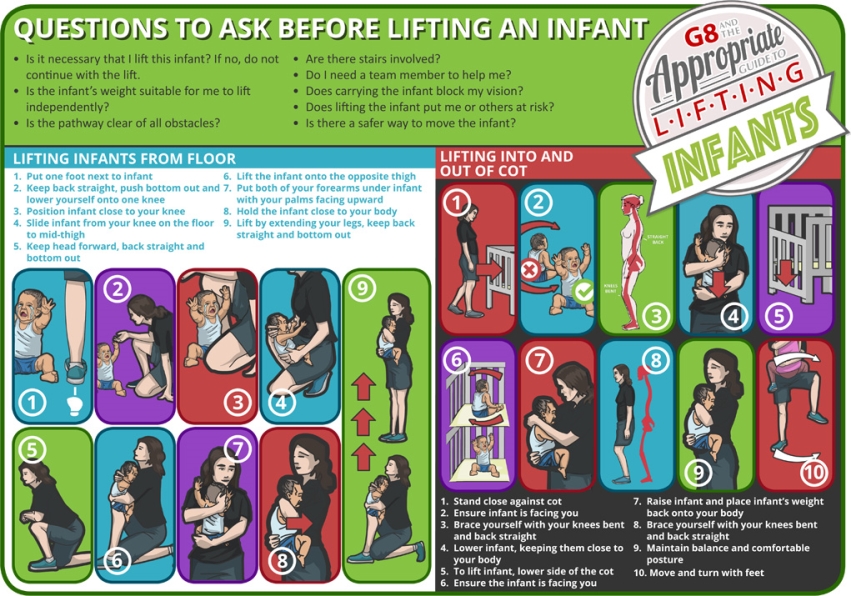 QUESTIONS TO ASK BEFORE LIFTING AN INFANT
• Is it necessary that I lift this infant? If no, do not
continue with the lift.
• Is the infant's weight suitable for me to lift
independently?
• Is the pathway clear of all obstacles?
• Are there stairs involved?
• Do I need a team member to help me?
• Does carrying the infant block my vision?
• Does lifting the infant put me or others at risk?
• Is there a safer way to move the infant?
G8 AND THE
Appropriate
GUIDE TO
L·I·F·T·I·N·G
INFANTS
LIFTING INFANTS FROM FLOOR
1. Put one foot next to infant
2. Keep back straight, push bottom out and
lower yourself onto one knee
3. Position infant close to your knee
4. Slide infant from your knee on the floor
to mid-thigh
5. Keep head forward, back straight and
bottom out
6. Lift the infant onto the opposite thigh
7. Put both of your forearms under infant
with your palms facing upward
8. Hold the infant close to your body
9. Lift by extending your legs, keep back
straight and bottom out
1
2
3
4
9
5
6
7
8
LIFTING INTO AND
OUT OF COT
1
2
STRAIGHT
BACK
KNEES
BENT
3
4
5
6
7
8
9
10
1. Stand close against cot
2. Ensure infant is facing you
3. Brace yourself with your knees bent
and back straight
4. Lower infant, keeping them close to
your body
5. To lift infant, lower side of the cot
6. Ensure the infant is facing you
7. Raise infant and place infant's weight
back onto your body
8. Brace yourself with your knees bent
and back straight
9. Maintain balance and comfortable
posture
10. Move and turn with feet